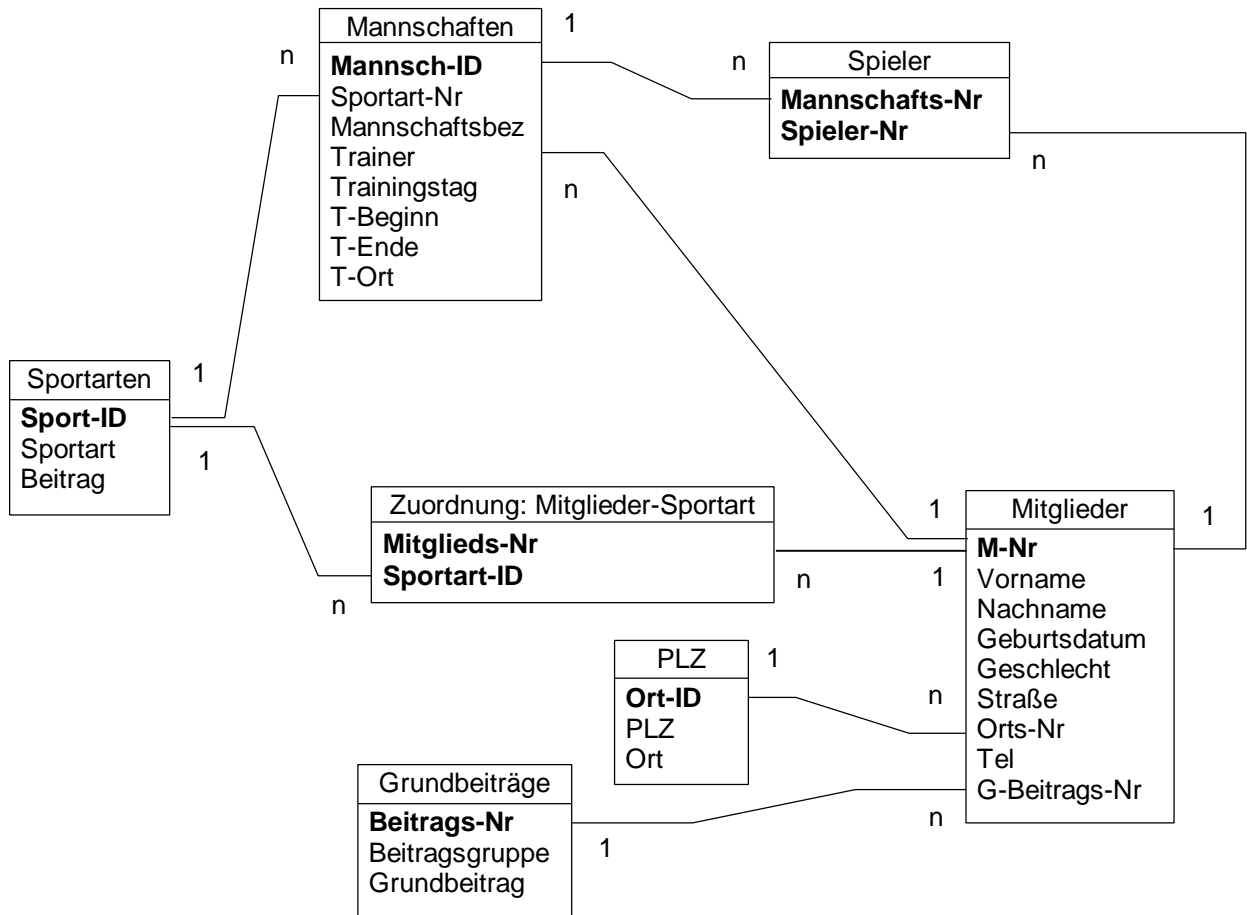 Mannschaften
Mannsch-ID
Sportart-Nr
Mannschaftsbez
Trainer
Trainingstag
T-Beginn
T-Ende
T-Ort
1
n
n
n
Spieler
Mannschafts-Nr
Spieler-Nr
n
Sportarten
Sport-ID
Sportart
Beitrag
1
1
Zuordnung: Mitglieder-Sportart
Mitglieds-Nr
Sportart-ID
n
n
Mitglieder
M-Nr
Vorname
Nachname
Geburtsdatum
Geschlecht
Straße
Orts-Nr
Tel
G-Beitrags-Nr
1
1
1
n
n
PLZ
Ort-ID
PLZ
Ort
1
Grundbeiträge
Beitrags-Nr
Beitragsgruppe
Grundbeitrag
1